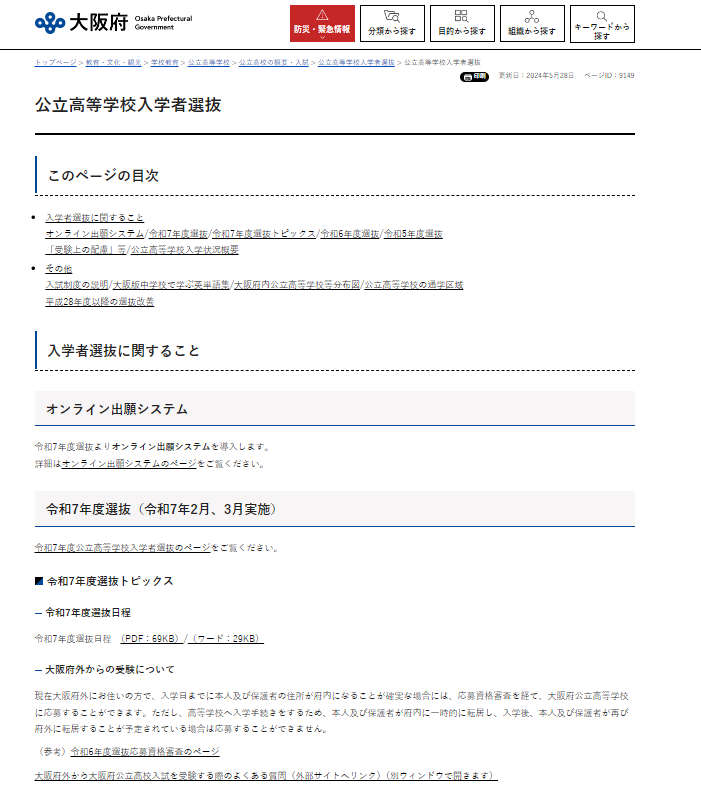 大阪府
Osaka Prefectural
Government
防災・緊急情報
分類から探す
目的から探す
組織から探す
キーワードから
探す
トップページ > 教育・文化・観光 > 学校教育 > 公立高等学校 > 公立高校の概要・入試 > 公立高等学校入学者選抜 > 公立高等学校入学者選抜
印刷
更新日：2024年5月28日
ページID：9149
公立高等学校入学者選抜
このページの目次
入学者選抜に関すること
オンライン出願システム/令和7年度選抜/令和7年度選抜トピックス/令和6年度選抜/令和5年度選抜
「受験上の配慮」等/公立高等学校入学状況概要
その他
入試制度の説明/大阪版中学校で学ぶ英単語集/大阪府内公立高等学校等分布図/公立高等学校の通学区域
平成28年度以降の選抜改善
入学者選抜に関すること
オンライン出願システム
令和7年度選抜よりオンライン出願システムを導入します。
詳細はオンライン出願システムのページをご覧ください。
令和7年度選抜（令和7年2月、3月実施）
令和7年度公立高等学校入学者選抜のページをご覧ください。
令和7年度選抜トピックス
令和7年度選抜日程
令和7年度選抜日程　（PDF：69KB）/（ワード：29KB）
大阪府外からの受験について
現在大阪府外にお住いの方で、入学日までに本人及び保護者の住所が府内になることが確実な場合には、応募資格審査を経て、大阪府公立高等学校
に応募することができます。ただし、高等学校へ入学手続きをするため、本人及び保護者が府内に一時的に転居し、入学後、本人及び保護者が再び
府外に転居することが予定されている場合は応募することができません。
（参考）令和6年度選抜応募資格審査のページ
大阪府外から大阪府公立高校入試を受験する際のよくある質問（外部サイトへリンク）（別ウィンドウで開きます）